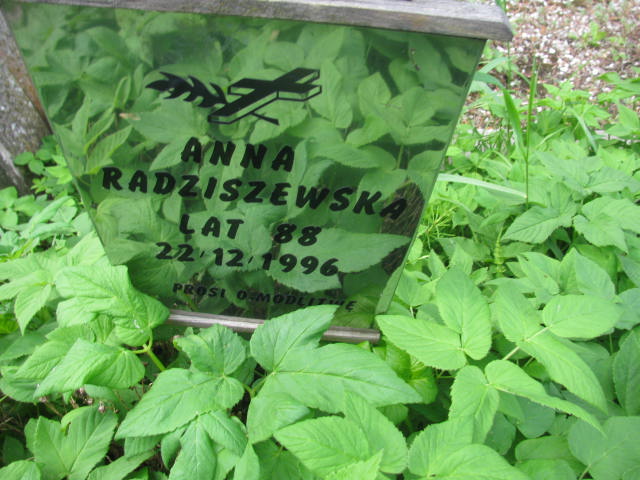 ANNA
RADZISZEWSKA
LAT 88
22/12/1996
PROSI O MODLITWĘ